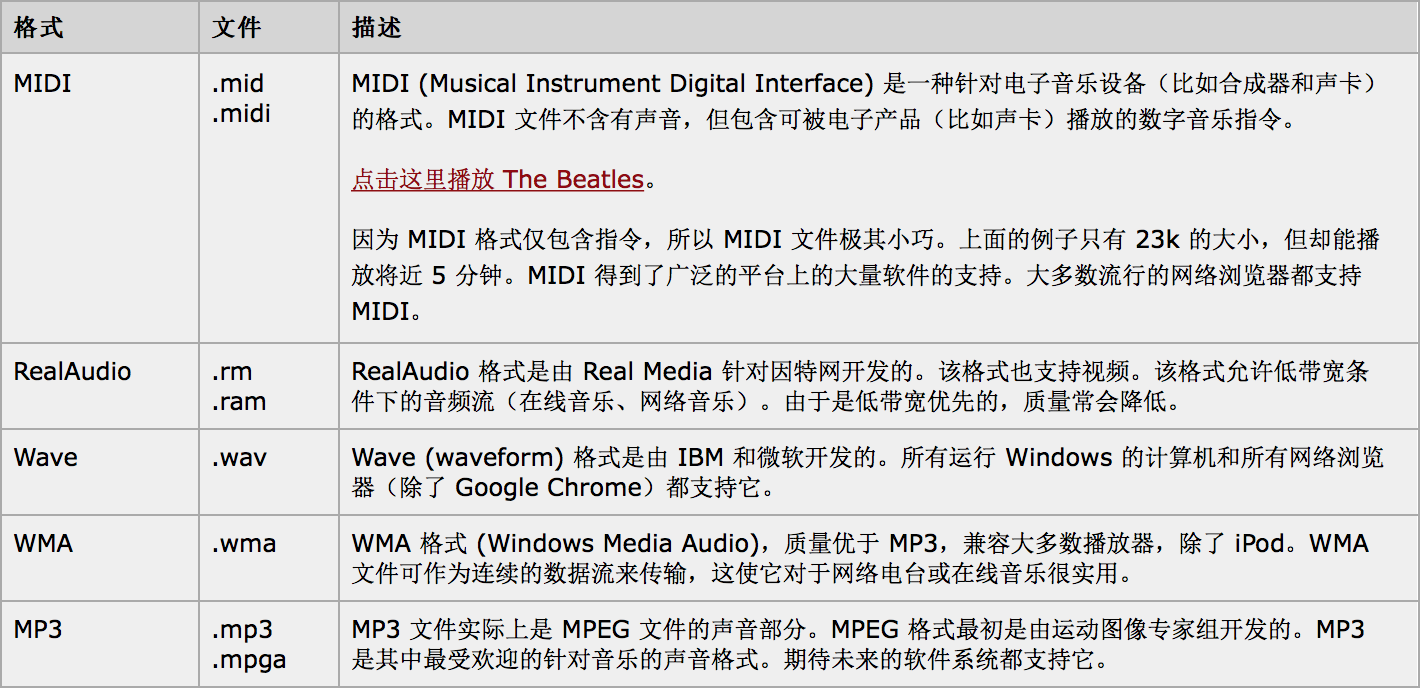 格式 文件 描述
MIDI .mid MIDI (Musical Instrument Digital Interface) 是一种针对电子音乐设备（比如合成器和声卡）
.midi 的格式。MIDI 文件不含有声音，但包含可被电子产品（比如声卡）播放的数字音乐指令。
点击这里播放 The Beatles。
因为 MIDI 格式仅包含指令，所以 MIDI 文件极其小巧。上面的例子只有 23k 的大小，但却能播
放将近 5 分钟。MIDI 得到了广泛的平台上的大量软件的支持。大多数流行的网络浏览器都支持
MIDI。
RealAudio .rm RealAudio 格式是由 Real Media 针对因特网开发的。该格式也支持视频。该格式允许低带宽条
.ram 件下的音频流（在线音乐、网络音乐）。由于是低带宽优先的，质量常会降低。
Wave .wav Wave (waveform) 格式是由 IBM 和微软开发的。所有运行 Windows 的计算机和所有网络浏览
器（除了 Google Chrome）都支持它。
WMA .wma WMA 格式 (Windows Media Audio)，质量优于 MP3，兼容大多数播放器，除了 iPod。WMA
文件可作为连续的数据流来传输，这使它对于网络电台或在线音乐很实用。
MP3 .mp3 MP3 文件实际上是 MPEG 文件的声音部分。MPEG 格式最初是由运动图像专家组开发的。MP3
.mpga 是其中最受欢迎的针对音乐的声音格式。期待未来的软件系统都支持它。